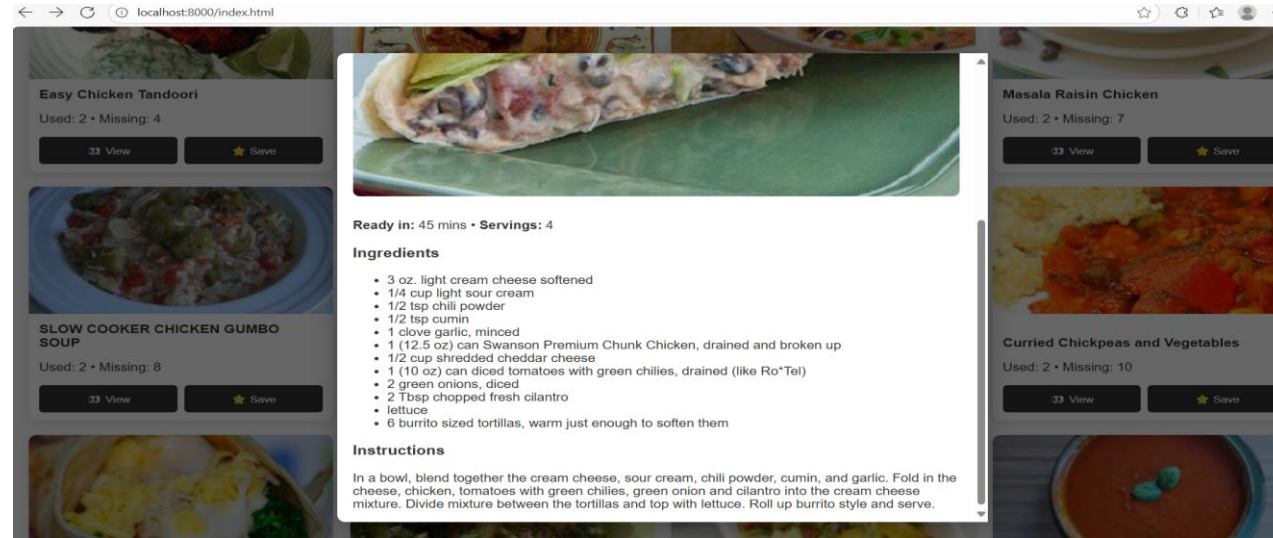 localhost:8000/index.html
Easy Chicken Tandoori
Used: 2 • Missing: 4
View
Save
SLOW COOKER CHICKEN GUMBO
SOUP
Used: 2 • Missing: 8
View
Save
Ready in: 45 mins • Servings: 4
Ingredients
• 3 oz. light cream cheese softened
• 1/4 cup light sour cream
• 1/2 tsp chili powder
• 1/2 tsp cumin
• 1 clove garlic, minced
• 1 (12.5 oz) can Swanson Premium Chunk Chicken, drained and broken up
• 1/2 cup shredded cheddar cheese
• 1 (10 oz) can diced tomatoes with green chilies, drained (like Ro*Tel)
• 2 green onions, diced
• 2 Tbsp chopped fresh cilantro
• lettuce
• 6 burrito sized tortillas, warm just enough to soften them
Instructions
In a bowl, blend together the cream cheese, sour cream, chili powder, cumin, and garlic. Fold in the
cheese, chicken, tomatoes with green chilies, green onion and cilantro into the cream cheese
mixture. Divide mixture between the tortillas and top with lettuce. Roll up burrito style and serve.
Masala Raisin Chicken
Used: 2 • Missing: 7
View
Save
Curried Chickpeas and Vegetables
Used: 2 • Missing: 10
View
Save